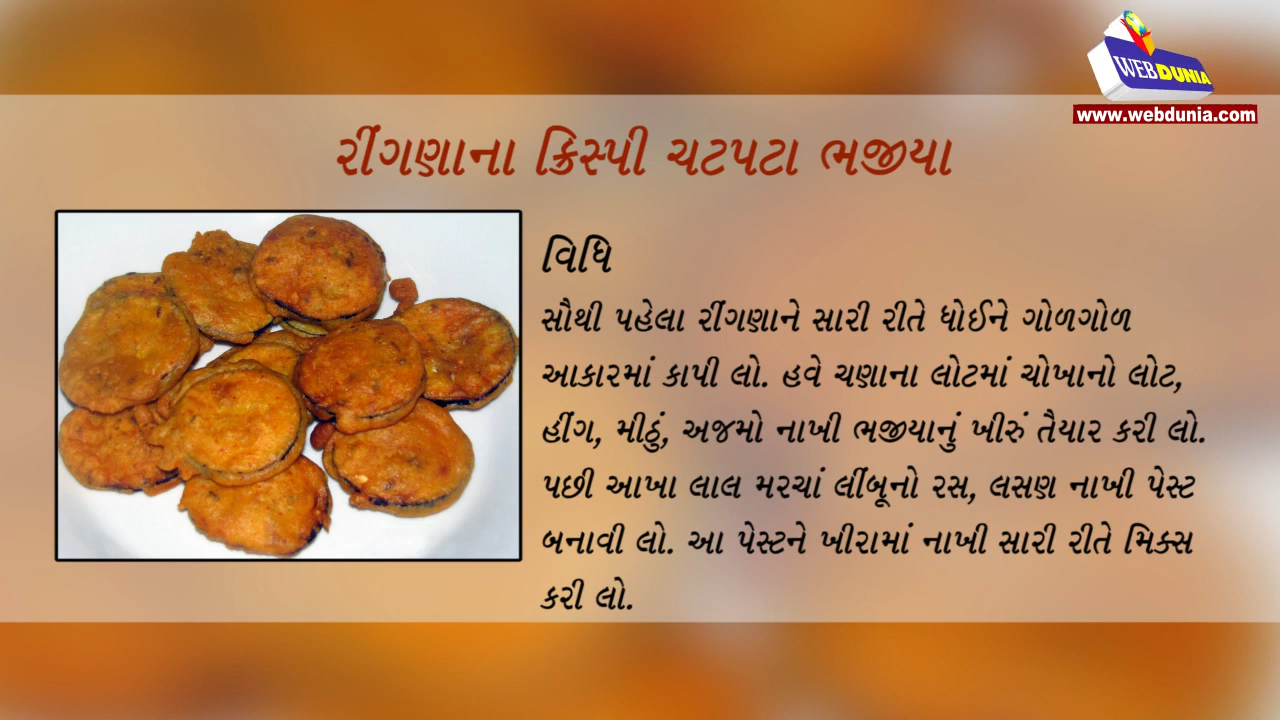 WEBDUNIA
www.webdunia.com
રીંગણાના ક્રિસ્પી ચટપટા ભજીયા
વિધિ
સૌથી પહેલા રીંગણાને સારી રીતે ધોઈને ગોળગોળ
આકારમાં કાપી લો. હવે ચણાના લોટમાં ચોખાનો લોટ,
હીંગ, મીઠું, અજમો નાખી ભજીયાનું ખીરું તૈયાર કરી લો.
પછી આખા લાલ મરચાં લીંબૂનો રસ, લસણ નાખી પેસ્ટ
બનાવી લો. આ પેસ્ટને ખીરામાં નાખી સારી રીતે મિક્સ
કરી લો.